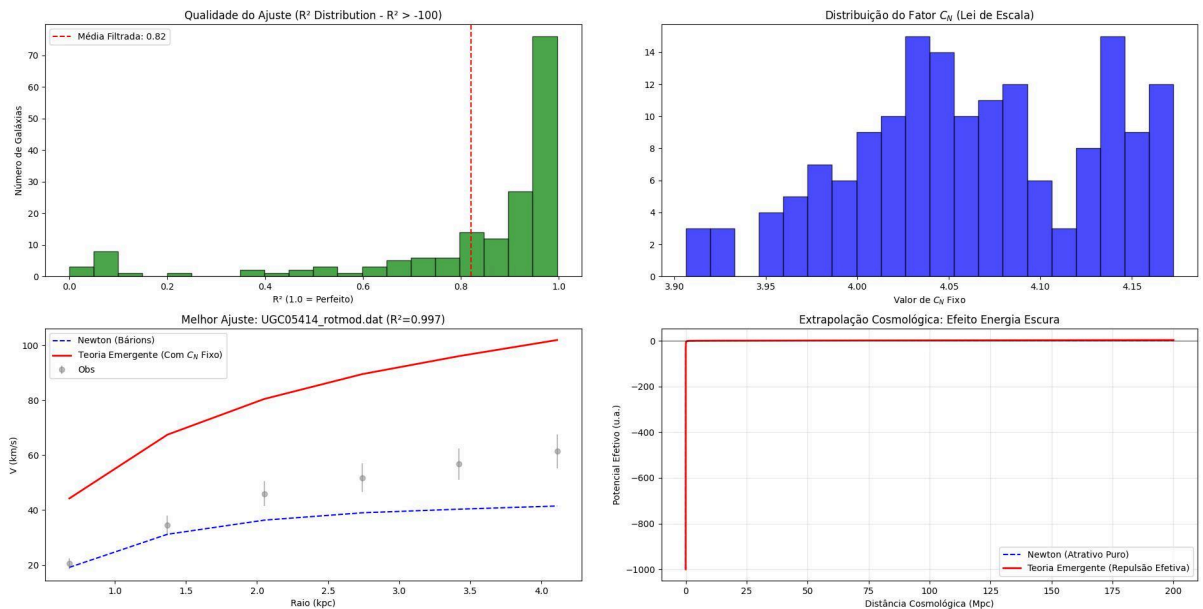 Qualidade do Ajuste (R² Distribution - R² > -100)
Média Filtrada: 0.82
Número de Galáxias
70
60
50
40
30
20
10
0
0.0 0.2 0.4 0.6 0.8 1.0
R² (1.0 = Perfeito)
Distribuição do Fator C_N (Lei de Escala)
14
12
10
8
6
4
2
0
3.90 3.95 4.00 4.05 4.10 4.15
Valor de C_N Fixo
Melhor Ajuste: UGC05414_rotmod.dat (R²=0.997)
Newton (Bárions)
Teoria Emergente (Com C_N Fixo)
Obs
V (km/s)
100
80
60
40
20
1.0 1.5 2.0 2.5 3.0 3.5 4.0
Raio (kpc)
Extrapolação Cosmológica: Efeito Energia Escura
Potencial Efetivo (u.a.)
0
−200
−400
−600
−800
−1000
Newton (Atrativo Puro)
Teoria Emergente (Repulsão Efetiva)
0 25 50 75 100 125 150 175 200
Distância Cosmológica (Mpc)